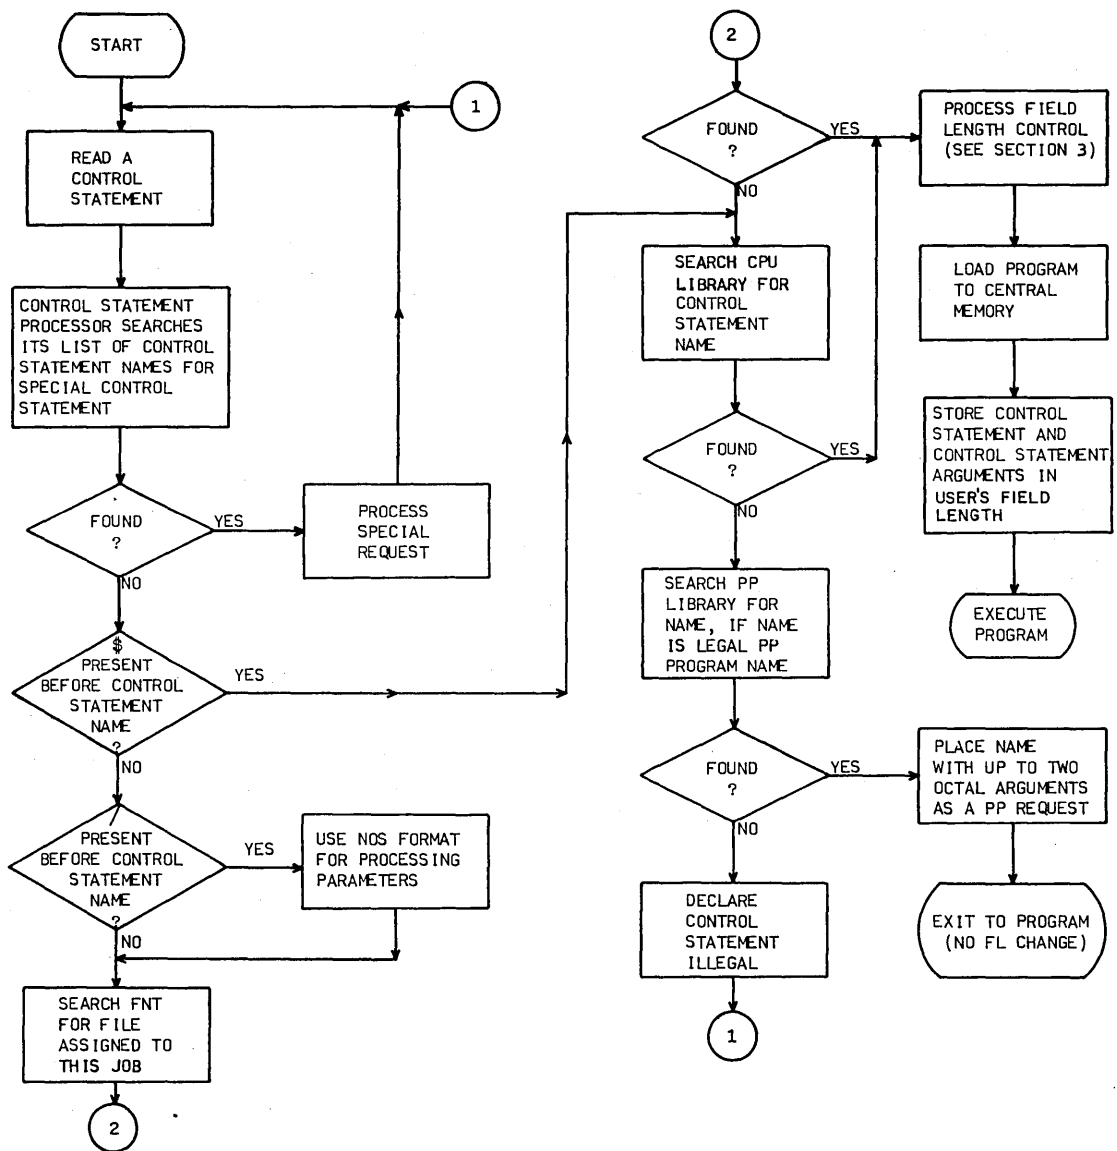 START
1
READ A
CONTROL
STATEMENT
CONTROL STATEMENT
PROCESSOR SEARCHES
ITS LIST OF CONTROL
STATEMENT NAMES FOR
SPECIAL CONTROL
STATEMENT
FOUND
?
YES
PROCESS
SPECIAL
REQUEST
NO
$
PRESENT
BEFORE CONTROL
STATEMENT
NAME
?
YES
NO
/
PRESENT
BEFORE CONTROL
STATEMENT
NAME
?
YES
USE NOS FORMAT
FOR PROCESSING
PARAMETERS
NO
SEARCH FNT
FOR FILE
ASSIGNED TO
THIS JOB
2
2
FOUND
?
YES
PROCESS FIELD
LENGTH CONTROL
(SEE SECTION 3)
NO
LOAD PROGRAM
TO CENTRAL
MEMORY
SEARCH CPU
LIBRARY FOR
CONTROL
STATEMENT
NAME
STORE CONTROL
STATEMENT AND
CONTROL STATEMENT
ARGUMENTS IN
USER'S FIELD
LENGTH
FOUND
?
YES
NO
EXECUTE
PROGRAM
SEARCH PP
LIBRARY FOR
NAME, IF NAME
IS LEGAL PP
PROGRAM NAME
FOUND
?
YES
PLACE NAME
WITH UP TO TWO
OCTAL ARGUMENTS
AS A PP REQUEST
NO
DECLARE
CONTROL
STATEMENT
ILLEGAL
EXIT TO PROGRAM
(NO FL CHANGE)
1